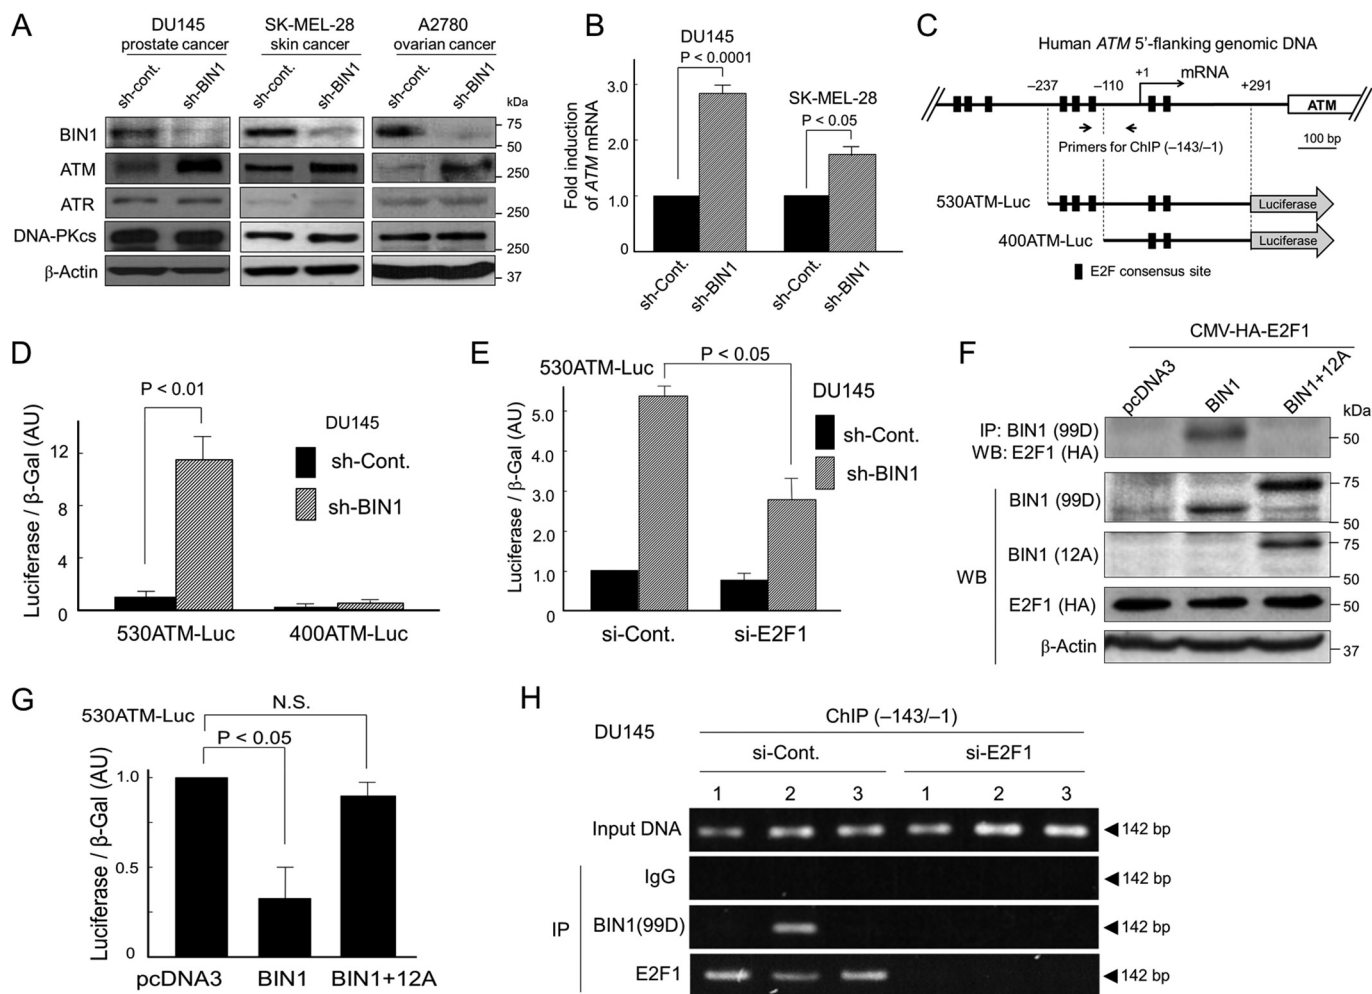 A
DU145
prostate cancer
SK-MEL-28
skin cancer
A2780
ovarian cancer
sh-cont.
sh-BIN1
sh-cont.
sh-BIN1
sh-cont.
sh-BIN1
kDa
BIN1
75
50
ATM
250
ATR
250
DNA-PKcs
250
β-Actin
37
B
DU145
P < 0.0001
SK-MEL-28
P < 0.05
Fold induction
of ATM mRNA
3.0
2.0
1.0
0
sh-Cont.
sh-BIN1
sh-Cont.
sh-BIN1
C
Human ATM 5'-flanking genomic DNA
–237
–110
+1
mRNA
+291
ATM
Primers for ChIP (–143/–1)
100 bp
530ATM-Luc
Luciferase
400ATM-Luc
Luciferase
E2F consensus site
D
P < 0.01
DU145
sh-Cont.
sh-BIN1
Luciferase / β-Gal (AU)
12
8
4
0
530ATM-Luc
400ATM-Luc
E
530ATM-Luc
P < 0.05
DU145
sh-Cont.
sh-BIN1
Luciferase / β-Gal (AU)
5.0
3.0
1.0
0
si-Cont.
si-E2F1
F
CMV-HA-E2F1
pcDNA3
BIN1
BIN1+12A
kDa
IP: BIN1 (99D)
WB: E2F1 (HA)
50
WB
BIN1 (99D)
75
50
BIN1 (12A)
75
50
E2F1 (HA)
50
β-Actin
37
G
530ATM-Luc
N.S.
P < 0.05
Luciferase / β-Gal (AU)
1.0
0.5
0
pcDNA3
BIN1
BIN1+12A
H
DU145
ChIP (–143/–1)
si-Cont.
si-E2F1
1 2 3 1 2 3
Input DNA
142 bp
IP
IgG
142 bp
BIN1(99D)
142 bp
E2F1
142 bp